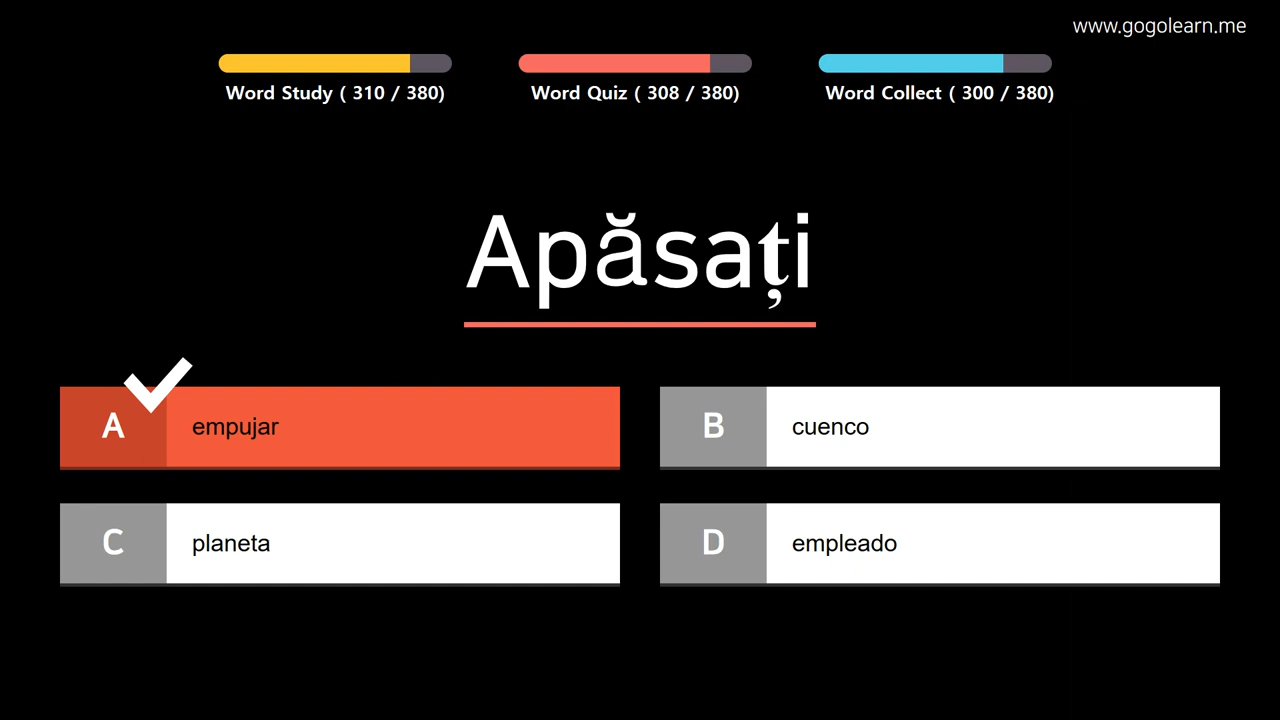 www.gogolearn.me
Word Study ( 310 / 380)
Word Quiz ( 308 / 380)
Word Collect ( 300 / 380)
Apăsați
A empujar
B cuenco
C planeta
D empleado